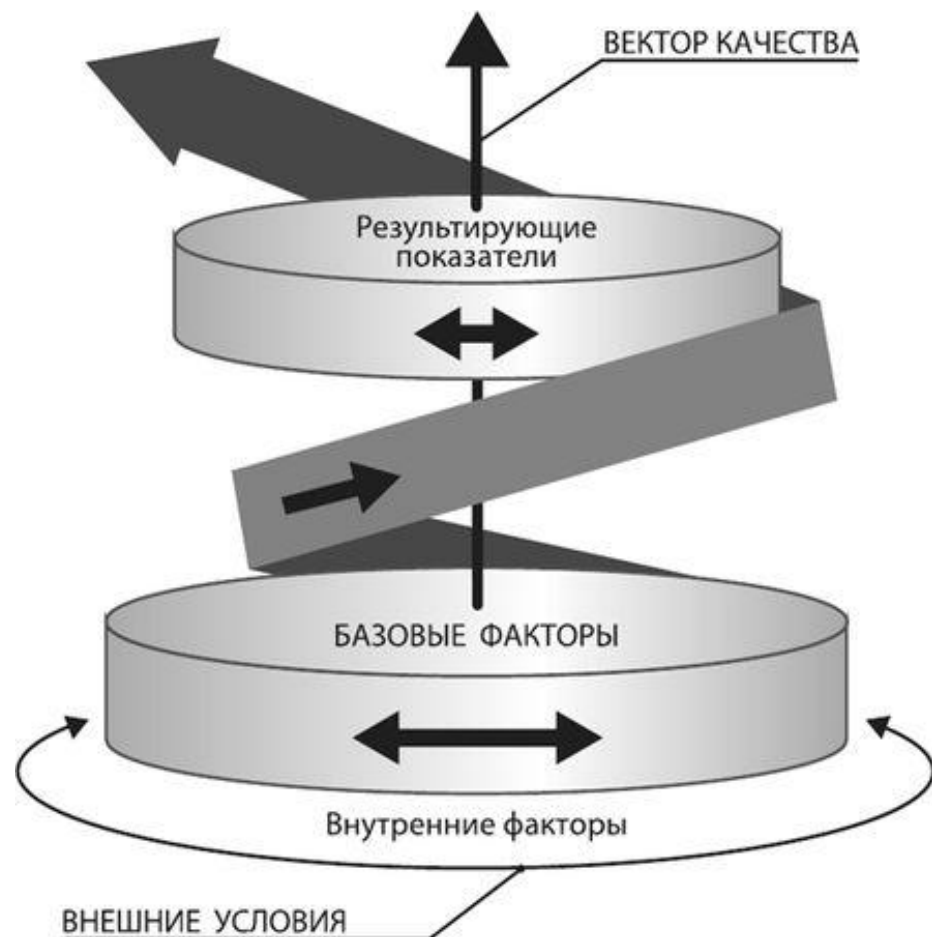 ВЕКТОР КАЧЕСТВА
Результирующие
показатели
БАЗОВЫЕ ФАКТОРЫ
Внутренние факторы
ВНЕШНИЕ УСЛОВИЯ